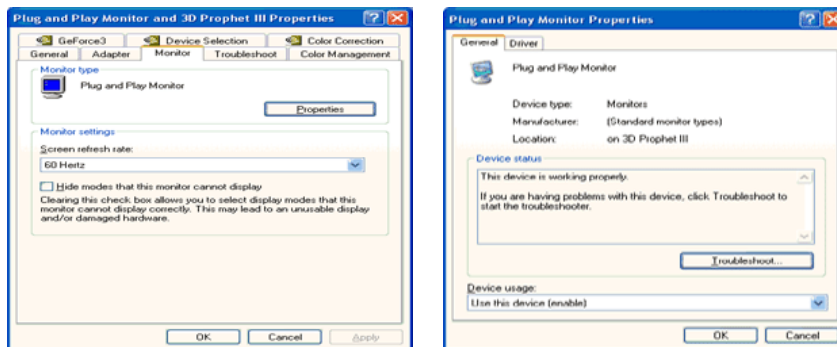 Plug and Play Monitor and 3D Prophet III Properties
GeForce3
Device Selection
Color Correction
General
Adapter
Monitor
Troubleshoot
Color Management
Monitor type
Plug and Play Monitor
Properties
Monitor settings
Screen refresh rate:
60 Hertz
Hide modes that this monitor cannot display
Clearing this check box allows you to select display modes that this
monitor cannot display correctly. This may lead to an unusable display
and/or damaged hardware.
OK
Cancel
Apply
Plug and Play Monitor Properties
General
Driver
Plug and Play Monitor
Device type:
Monitors
Manufacturer:
(Standard monitor types)
Location:
on 3D Prophet III
Device status
This device is working properly.
If you are having problems with this device, click Troubleshoot to
start the troubleshooter.
Troubleshoot...
Device usage:
Use this device (enable)
OK
Cancel